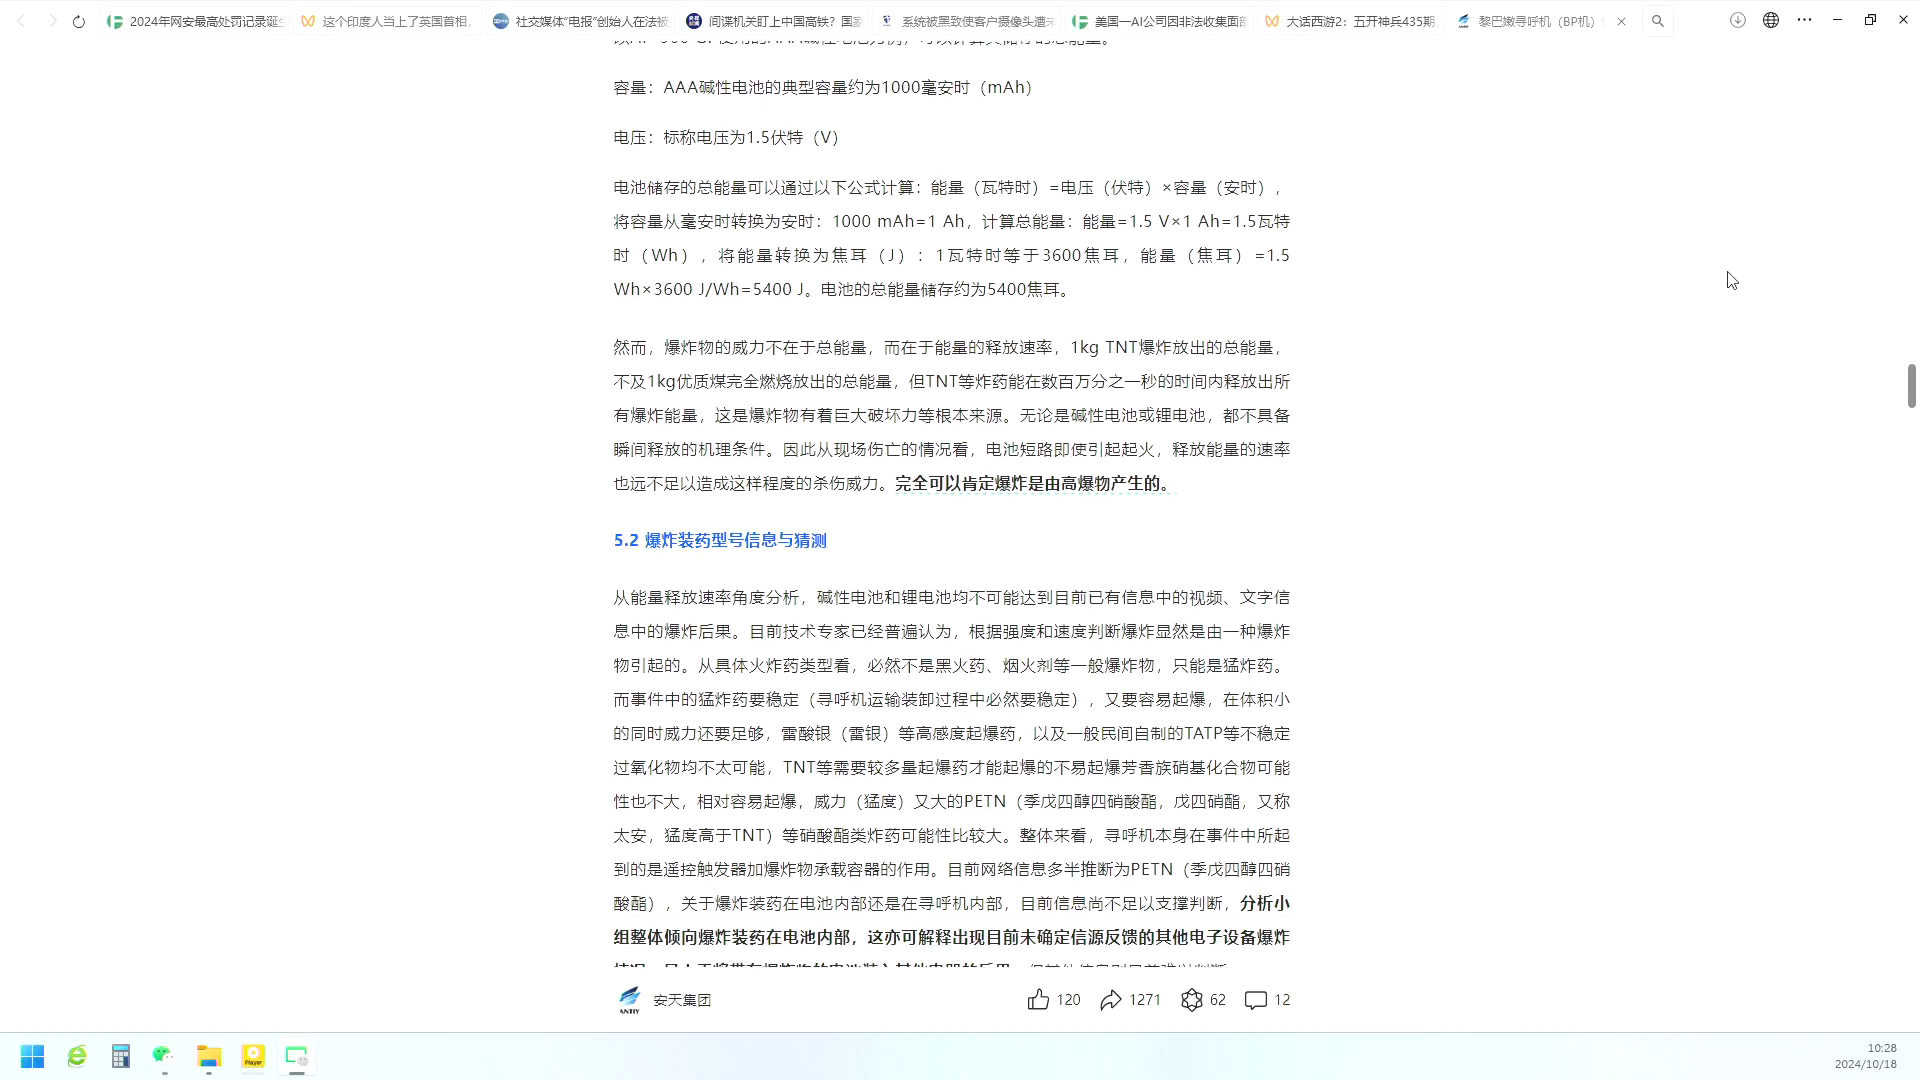 2024年网安最高处罚记录诞
这个印度人当上了英国首相,
社交媒体“电报”创始人在法被
间谍机关盯上中国高铁？国
系统被黑致使客户摄像头遭
美国一AI公司因非法收集面部
大话西游2：五开神兵435期
黎巴嫩寻呼机（BP机）
容量：AAA碱性电池的典型容量约为1000毫安时（mAh）
电压：标称电压为1.5伏特（V）
电池储存的总能量可以通过以下公式计算：能量（瓦特时）=电压（伏特）×容量（安时），
将容量从毫安时转换为安时：1000 mAh=1 Ah，计算总能量：能量=1.5 V×1 Ah=1.5瓦特
时（Wh），将能量转换为焦耳（J）：1瓦特时等于3600焦耳，能量（焦耳）=1.5
Wh×3600 J/Wh=5400 J。电池的总能量储存约为5400焦耳。
然而，爆炸物的威力不在于总能量，而在于能量的释放速率，1kg TNT爆炸放出的总能量，
不及1kg优质煤完全燃烧放出的总能量，但TNT等炸药能在数百万分之一秒的时间内释放出所
有爆炸能量，这是爆炸物有着巨大破坏力等根本来源。无论是碱性电池或锂电池，都不具备
瞬间释放的机理条件。因此从现场伤亡的情况看，电池短路即使引起起火，释放能量的速率
也远不足以造成这样程度的杀伤威力。完全可以肯定爆炸是由高爆物产生的。
5.2 爆炸装药型号信息与猜测
从能量释放速率角度分析，碱性电池和锂电池均不可能达到目前已有信息中的视频、文字信
息中的爆炸后果。目前技术专家已经普遍认为，根据强度和速度判断爆炸显然是由一种爆炸
物引起的。从具体火炸药类型看，必然不是黑火药、烟火剂等一般爆炸物，只能是猛炸药。
而事件中的猛炸药要稳定（寻呼机运输装卸过程中必然要稳定），又要容易起爆，在体积小
的同时威力还要足够，雷酸银（雷银）等高感度起爆药，以及一般民间自制的TATP等不稳定
过氧化物均不太可能，TNT等需要较多量起爆药才能起爆的不易起爆芳香族硝基化合物可能
性也不大，相对容易起爆，威力（猛度）又大的PETN（季戊四醇四硝酸酯，戊四硝酯，又称
太安，猛度高于TNT）等硝酸酯类炸药可能性比较大。整体来看，寻呼机本身在事件中所起
到的是遥控触发器加爆炸物承载容器的作用。目前网络信息多半推断为PETN（季戊四醇四硝
酸酯），关于爆炸装药在电池内部还是在寻呼机内部，目前信息尚不足以支撑判断，分析小
组整体倾向爆炸装药在电池内部，这亦可解释出现目前未确定信源反馈的其他电子设备爆炸
ANTIY
安天集团
120
1271
62
12
Player
10:28
2024/10/18